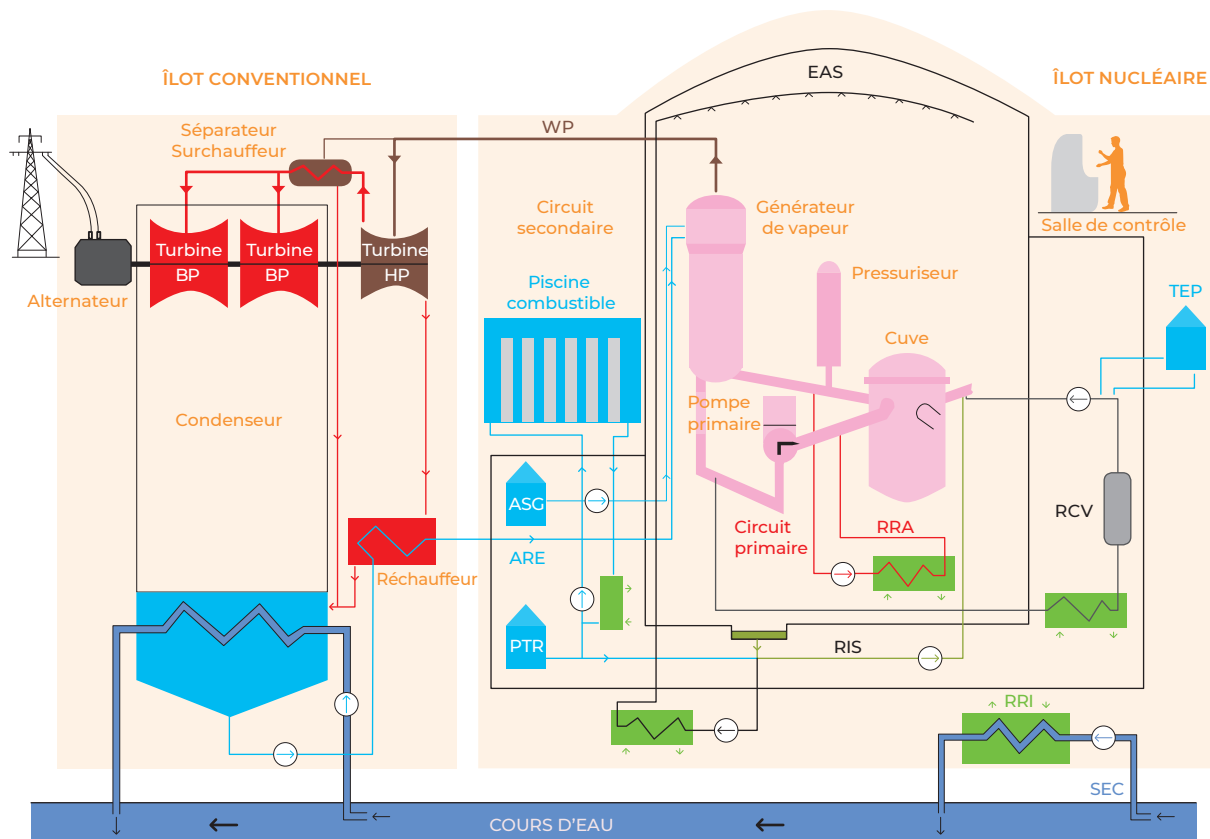 ÎLOT CONVENTIONNEL
EAS
ÎLOT NUCLÉAIRE
Séparateur
Surchauffeur
WP
Circuit
secondaire
Générateur
de vapeur
Salle de contrôle
Turbine
BP
Turbine
BP
Turbine
HP
Alternateur
Piscine
combustible
Pressuriseur
TEP
Cuve
Condenseur
Pompe
primaire
ASG
RCV
Circuit
primaire
RRA
ARE
Réchauffeur
PTR
RIS
RRI
SEC
COURS D'EAU